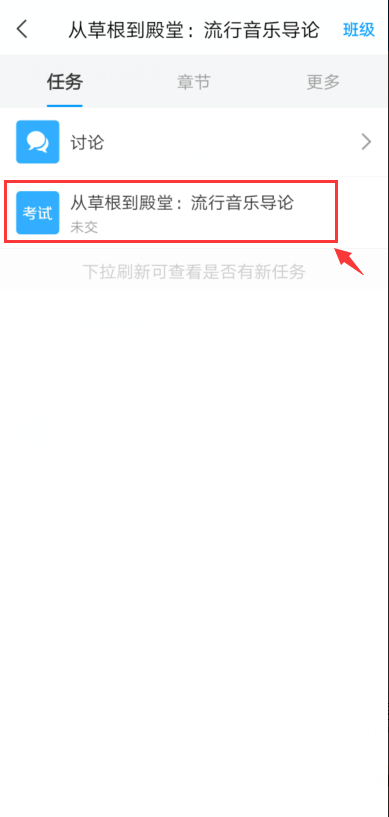 从草根到殿堂：流行音乐导论 班级
任务 章节 更多
讨论
考试 从草根到殿堂：流行音乐导论
未交
下拉刷新可查看是否有新任务